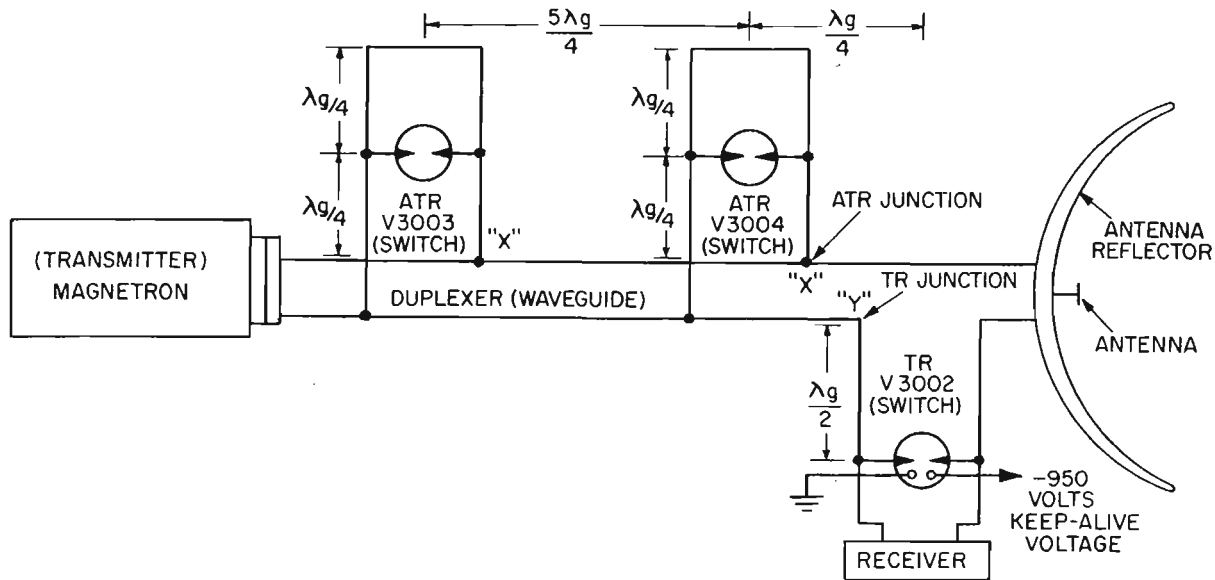 5λg
4
λg
4
λg/4
λg/4
λg/4
λg/4
ATR
V3003
(SWITCH)
"X"
ATR
V3004
(SWITCH)
"X"
ATR JUNCTION
ANTENNA
REFLECTOR
(TRANSMITTER)
MAGNETRON
DUPLEXER (WAVEGUIDE)
"Y"
TR JUNCTION
ANTENNA
TR
V3002
(SWITCH)
λg
2
-950
VOLTS
KEEP-ALIVE
VOLTAGE
RECEIVER